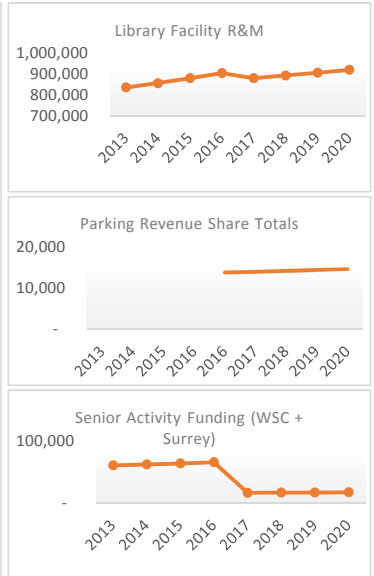 Library Facility R&M
1,000,000
900,000
800,000
700,000
2013 2014 2015 2016 2017 2018 2019 2020
Parking Revenue Share Totals
20,000
10,000
-
2013 2014 2015 2016 2017 2018 2019 2020
Senior Activity Funding (WSC +
Surrey)
100,000
-
2013 2014 2015 2016 2017 2018 2019 2020